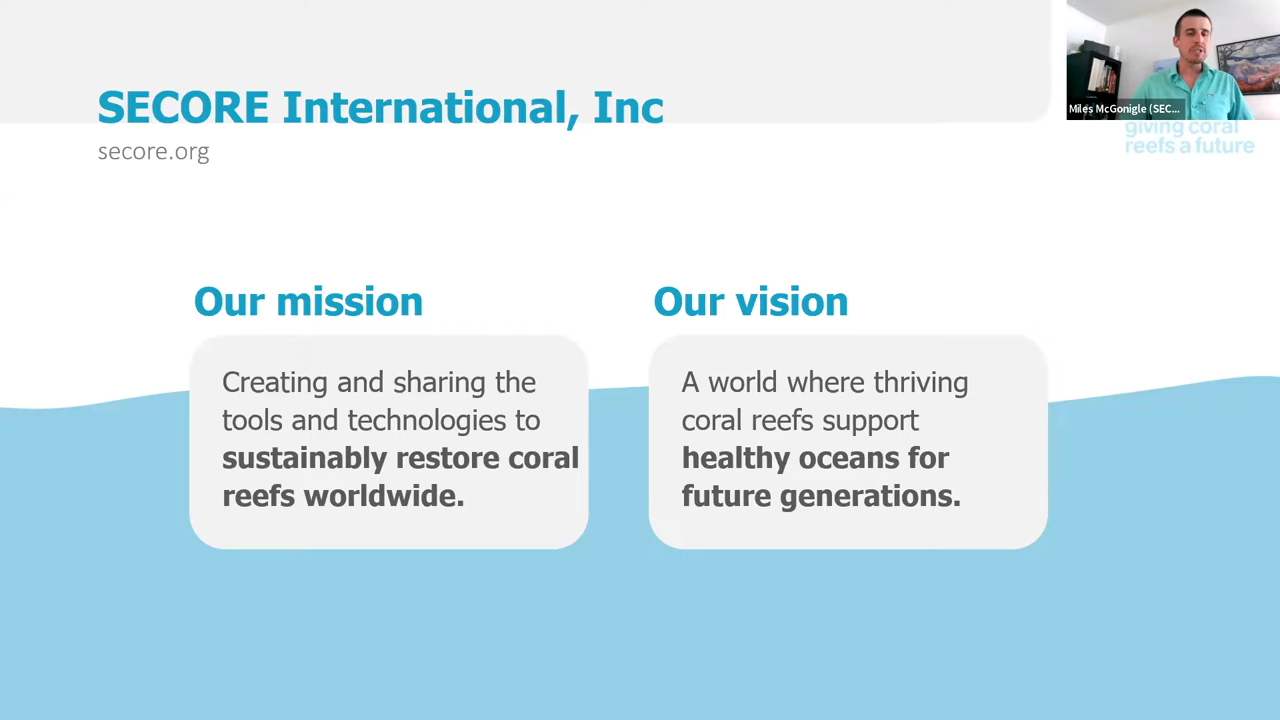 SECORE International, Inc
secore.org
Miles McGonigle (SEC...
giving coral
reefs a future
Our mission
Creating and sharing the
tools and technologies to
sustainably restore coral
reefs worldwide.
Our vision
A world where thriving
coral reefs support
healthy oceans for
future generations.